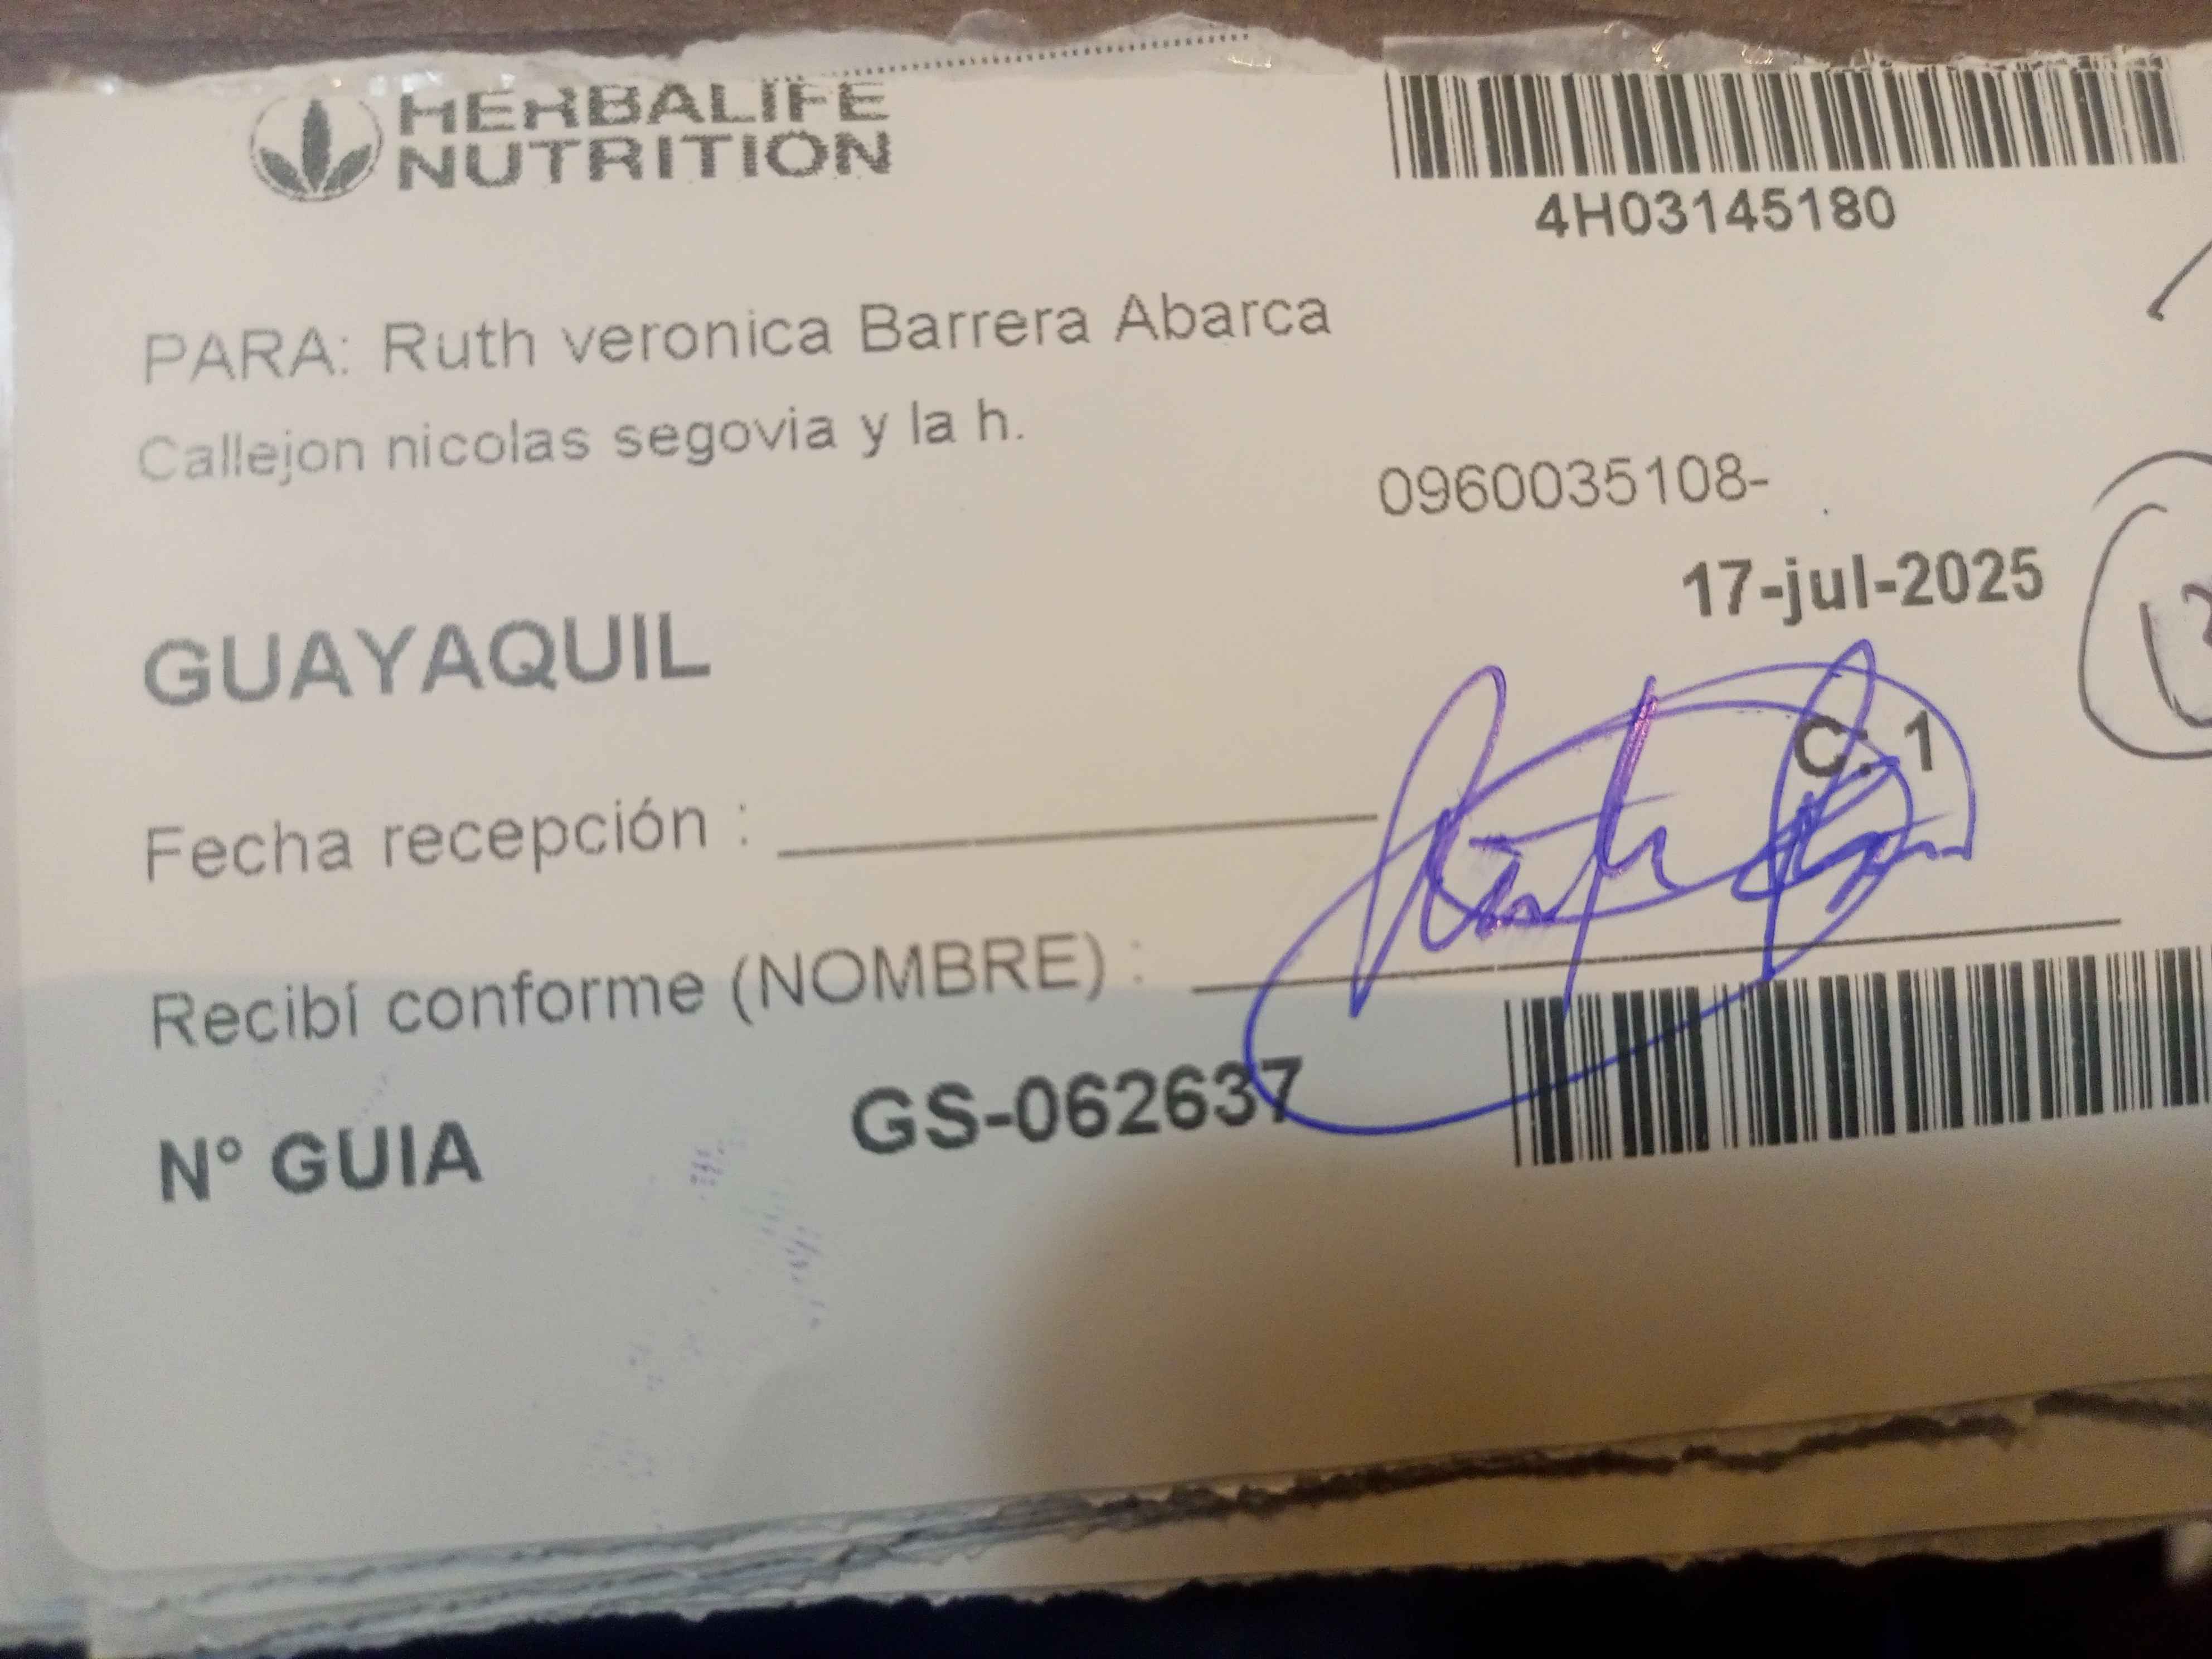 HERBALIFE
NUTRITION
4H03145180
PARA: Ruth veronica Barrera Abarca
Callejon nicolas segovia y la h.
0960035108-
17-jul-2025
GUAYAQUIL
C. 1
Fecha recepción :
Recibí conforme (NOMBRE) :
N° GUIA GS-062637